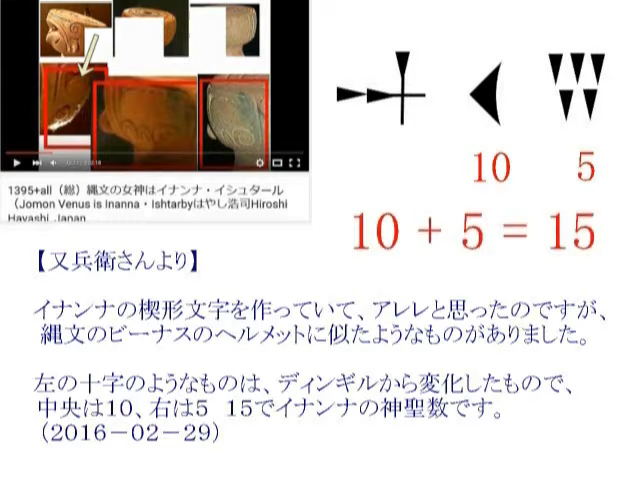 1395+all（総）縄文の女神はイナンナ・イシュタール
（Jomon Venus is Inanna・Ishtarbyはやし浩司Hiroshi
Hayashi, Japan
10 5
10 + 5 = 15
【又兵衛さんより】
イナンナの楔形文字を作っていて、アレレと思ったのですが、
縄文のビーナスのヘルメットに似たようなものがありました。
左の十字のようなものは、ディンギルから変化したもので、
中央は１０、右は５　１５でイナンナの神聖数です。
（２０１６－０２－２９）